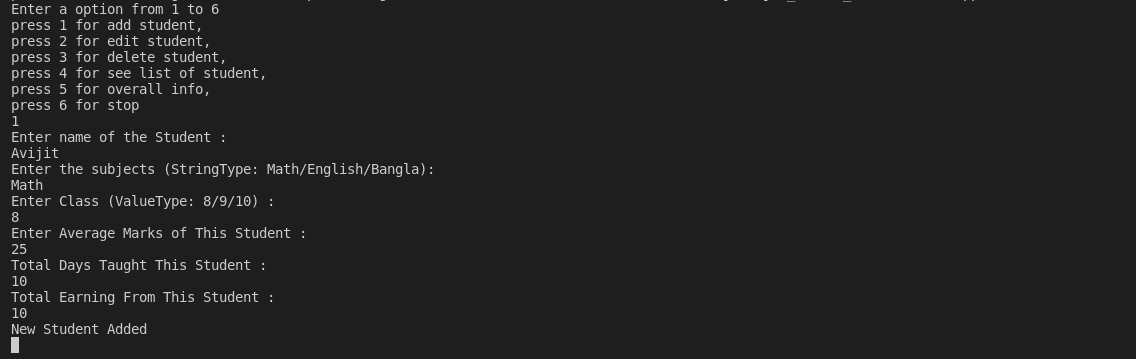 Enter a option from 1 to 6
press 1 for add student,
press 2 for edit student,
press 3 for delete student,
press 4 for see list of student,
press 5 for overall info,
press 6 for stop
1
Enter name of the Student :
Avijit
Enter the subjects (StringType: Math/English/Bangla):
Math
Enter Class (ValueType: 8/9/10) :
8
Enter Average Marks of This Student :
25
Total Days Taught This Student :
10
Total Earning From This Student :
10
New Student Added